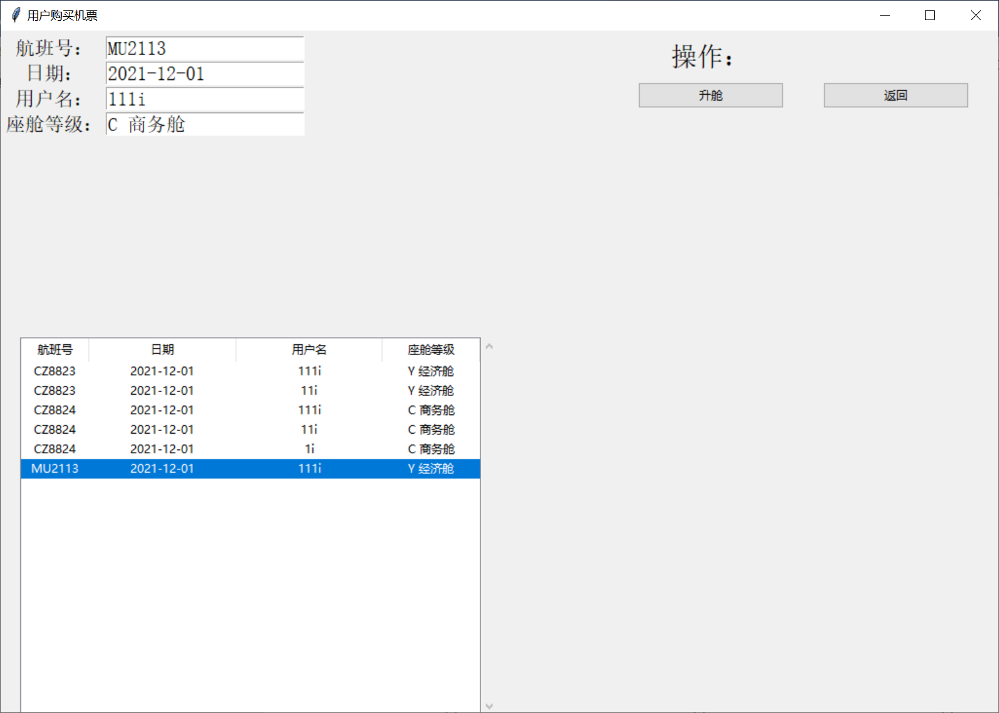 用户购买机票
航班号： MU2113
日期： 2021-12-01
用户名： 111i
座舱等级： C 商务舱
操作：
升舱 返回
航班号 日期 用户名 座舱等级
CZ8823 2021-12-01 111i Y 经济舱
CZ8823 2021-12-01 11i Y 经济舱
CZ8824 2021-12-01 111i C 商务舱
CZ8824 2021-12-01 11i C 商务舱
CZ8824 2021-12-01 1i C 商务舱
MU2113 2021-12-01 111i Y 经济舱